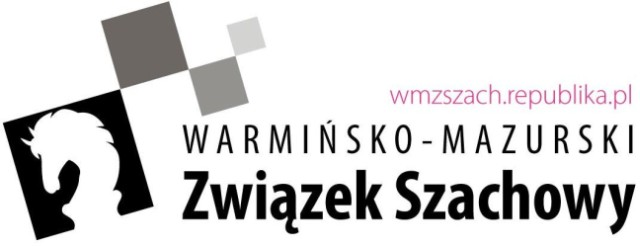 wmzszach.republika.pl
WARMIŃSKO-MAZURSKI
Związek Szachowy